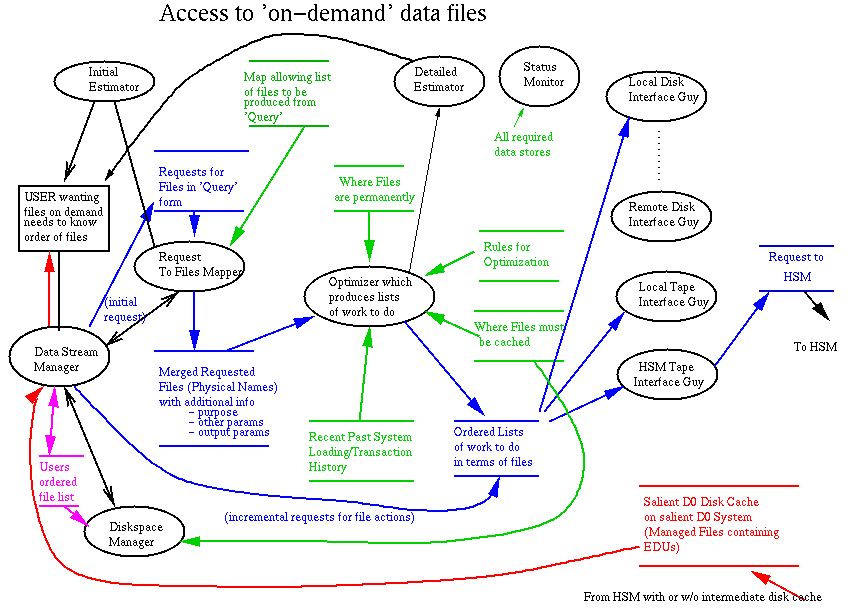 Access to 'on-demand' data files
Initial
Estimator
Map allowing list
of files to be
produced from
'Query'
Detailed
Estimator
Status
Monitor
All required
data stores
Local Disk
Interface Guy
Requests for
Files in 'Query'
form
Where Files
are permanently
USER wanting
files on demand
needs to know
order of files
Remote Disk
Interface Guy
Request
To Files Mapper
Rules for
Optimization
Request to
HSM
Optimizer which
produces lists
of work to do
Local Tape
Interface Guy
(initial
request)
Where Files must
be cached
To HSM
Data Stream
Manager
Merged Requested
Files (Physical Names)
with additional info
- purpose
- other params
- output params
HSM Tape
Interface Guy
Recent Past System
Loading/Transaction
History
Ordered Lists
of work to do
in terms of files
Users
ordered
file list
(incremental requests for file actions)
Diskspace
Manager
Salient D0 Disk Cache
on salient D0 System
(Managed Files containing
EDUs)
From HSM with or w/o intermediate disk cache